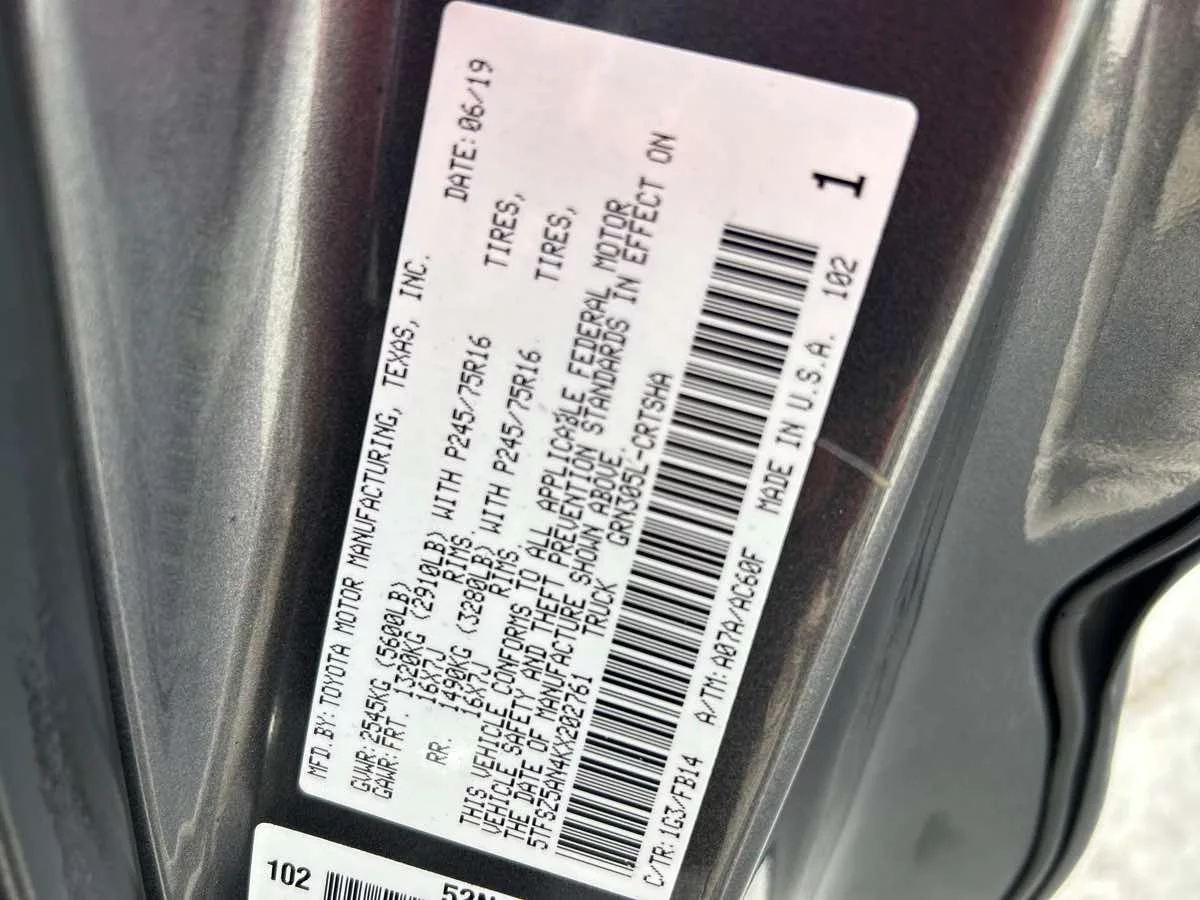 MFD.BY:TOYOTA MOTOR MANUFACTURING, TEXAS, INC. DATE:06/19
GVWR:2545KG (5600LB)
GAWR:FRT. 1320KG (2910LB) WITH P245/75R16 TIRES,
16X7J RIMS.
RR. 1490KG (3280LB) WITH P245/75R16 TIRES,
16X7J RIMS.
THIS VEHICLE CONFORMS TO ALL APPLICABLE FEDERAL MOTOR
VEHICLE SAFETY AND THEFT PREVENTION STANDARDS IN EFFECT ON
THE DATE OF MANUFACTURE SHOWN ABOVE.
5TFSZ5AN4KX202761 TRUCK GRN305L-CRTSHA
C/TR:1G3/FB14 A/TM:A07A/AC60F MADE IN U.S.A. 102
1
102